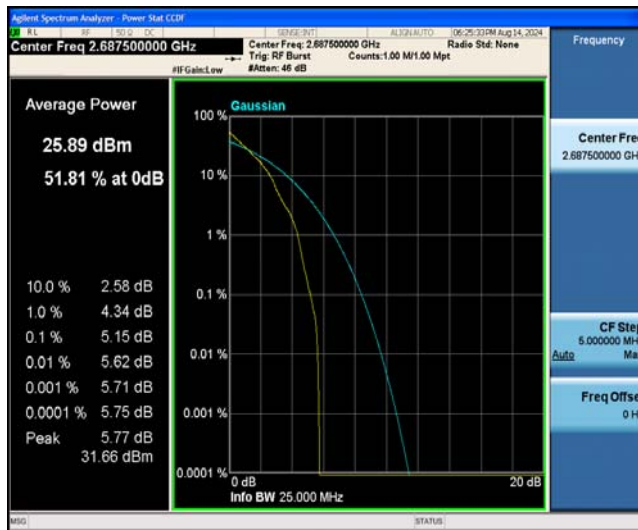 Agilent Spectrum Analyzer - Power Stat CCDF
RL RF 50 Ω DC SENSE:INT ALIGN AUTO 06:25:33 PM Aug 14, 2024
Center Freq 2.687500000 GHz
Center Freq: 2.687500000 GHz Radio Std: None
Trig: RF Burst Counts:1.00 M/1.00 Mpt
#IFGain:Low #Atten: 46 dB
Frequency
Average Power
25.89 dBm
51.81 % at 0dB
10.0 % 2.58 dB
1.0 % 4.34 dB
0.1 % 5.15 dB
0.01 % 5.62 dB
0.001 % 5.71 dB
0.0001 % 5.75 dB
Peak 5.77 dB
31.66 dBm
Gaussian
100 %
10 %
1 %
0.1 %
0.01 %
0.001 %
0.0001 %
0 dB 20 dB
Info BW 25.000 MHz
Center Fre
2.687500000 GH
CF Step
5.000000 MH
Auto Ma
Freq Offse
0 H
MSG STATUS